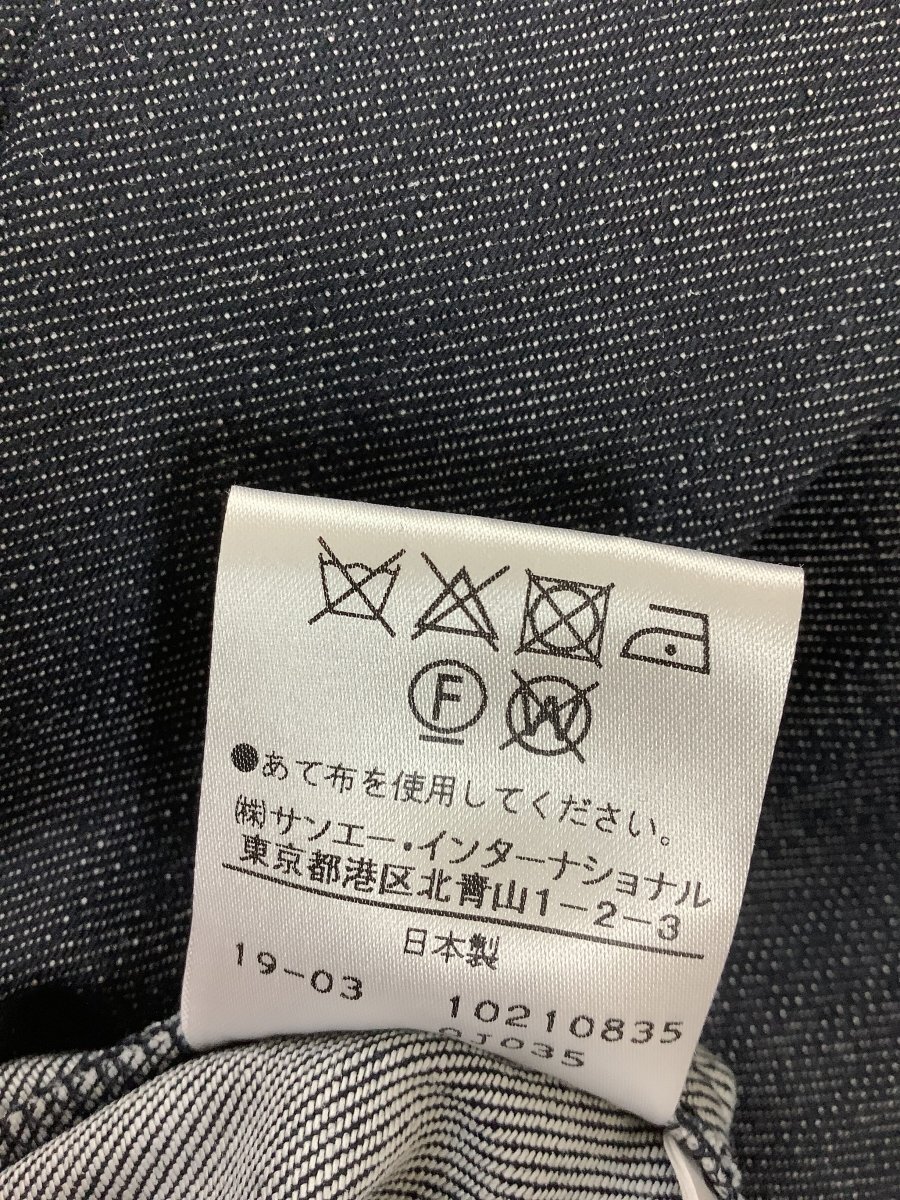 F
W
●あて布を使用してください。
㈱サンエー・インターナショナル
東京都港区北青山1-2-3
日本製
19-03 10210835
J035